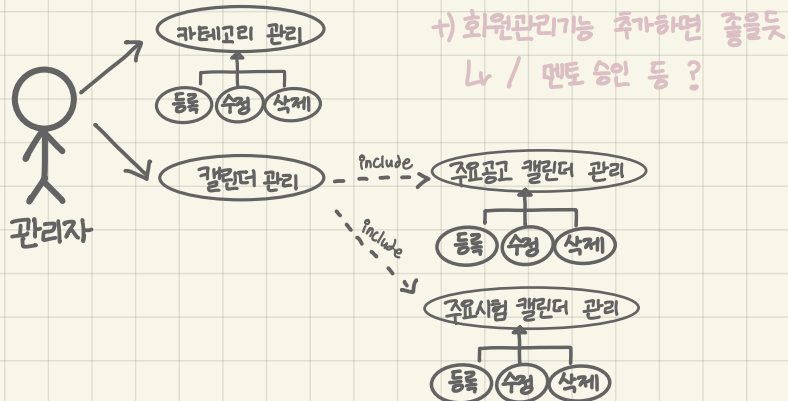 카테고리 관리
+) 회원관리기능 추가하면 좋을듯
ㄴ / 멘토 승인 등 ?
등록 수정 삭제
캘린더 관리
include
주요공고 캘린더 관리
관리자
include
등록 수정 삭제
주요시험 캘린더 관리
등록 수정 삭제